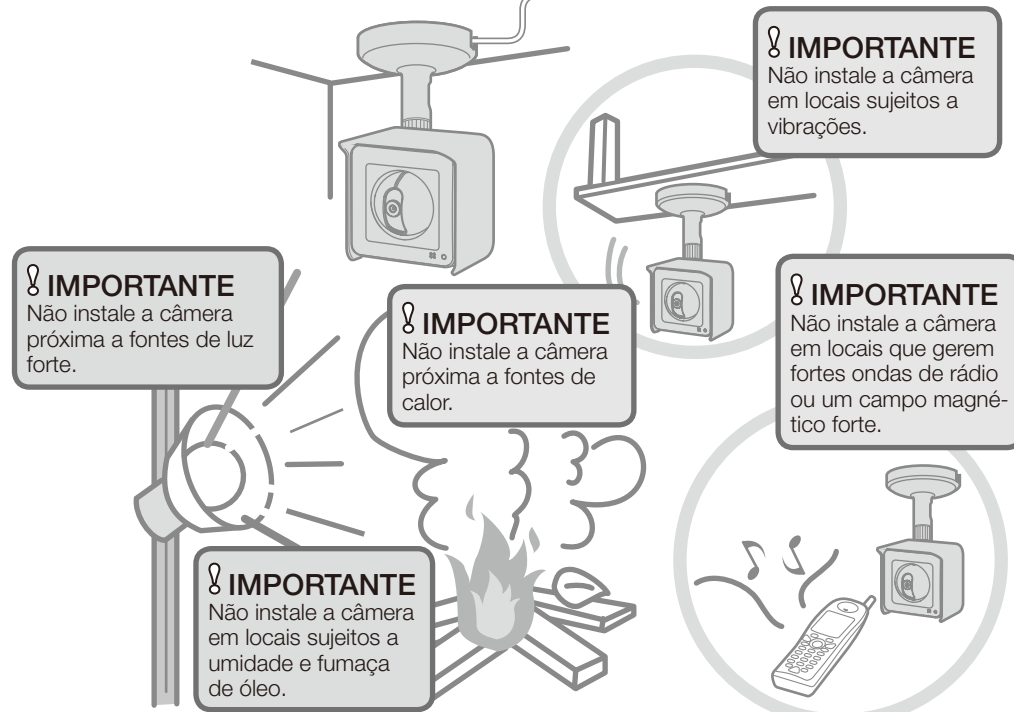 IMPORTANTE
Não instale a câmera
em locais sujeitos a
vibrações.
IMPORTANTE
Não instale a câmera
próxima a fontes de luz
forte.
IMPORTANTE
Não instale a câmera
próxima a fontes de
calor.
IMPORTANTE
Não instale a câmera
em locais que gerem
fortes ondas de rádio
ou um campo magné-
tico forte.
IMPORTANTE
Não instale a câmera
em locais sujeitos a
umidade e fumaça
de óleo.